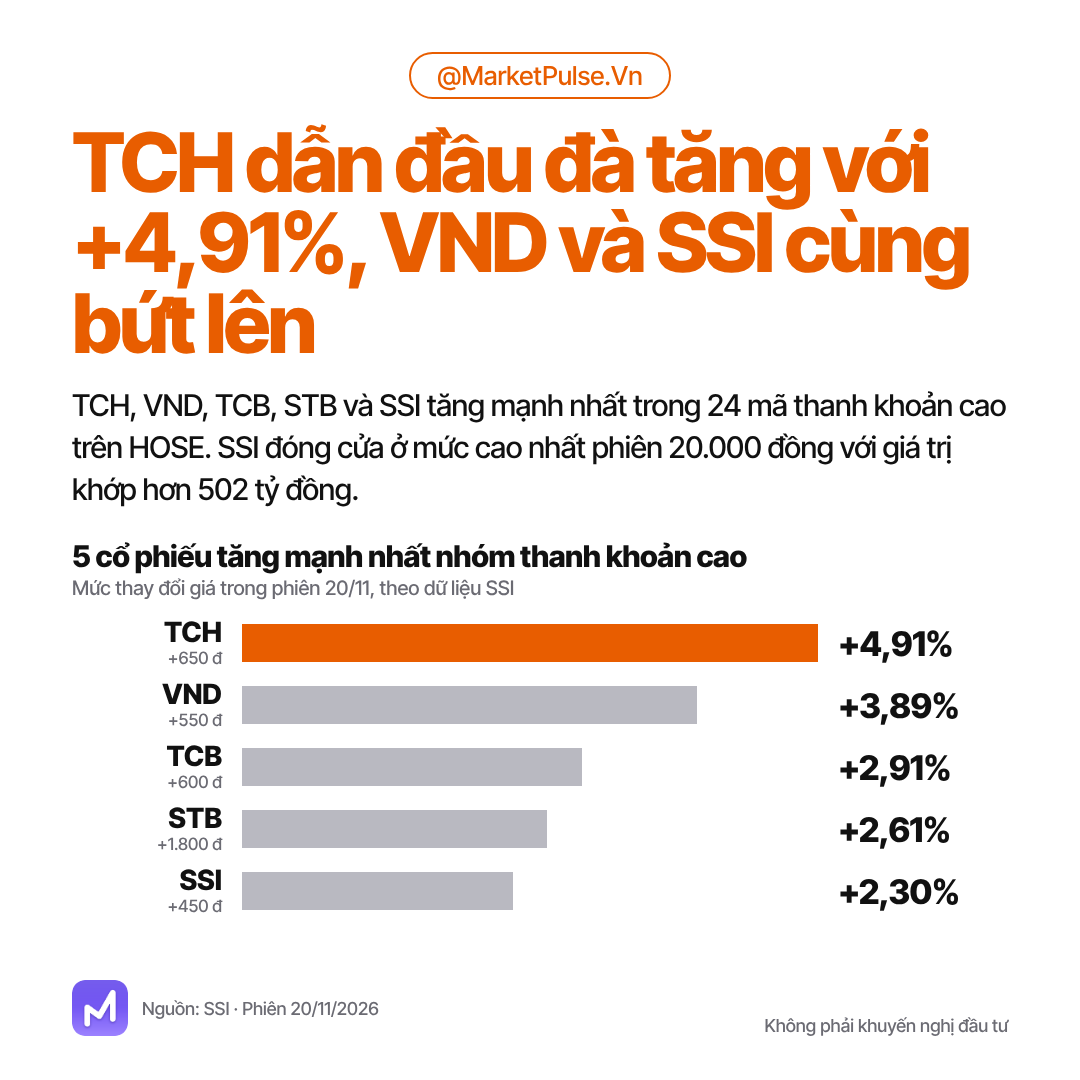 @MarketPulse.Vn
TCH dẫn đầu đà tăng với
+4,91%, VND và SSI cùng
bứt lên
TCH, VND, TCB, STB và SSI tăng mạnh nhất trong 24 mã thanh khoản cao
trên HOSE. SSI đóng cửa ở mức cao nhất phiên 20.000 đồng với giá trị
khớp hơn 502 tỷ đồng.
5 cổ phiếu tăng mạnh nhất nhóm thanh khoản cao
Mức thay đổi giá trong phiên 20/11, theo dữ liệu SSI
TCH
+650 đ
+4,91%
VND
+550 đ
+3,89%
TCB
+600 đ
+2,91%
STB
+1.800 đ
+2,61%
SSI
+450 đ
+2,30%
Nguồn: SSI · Phiên 20/11/2026
Không phải khuyến nghị đầu tư